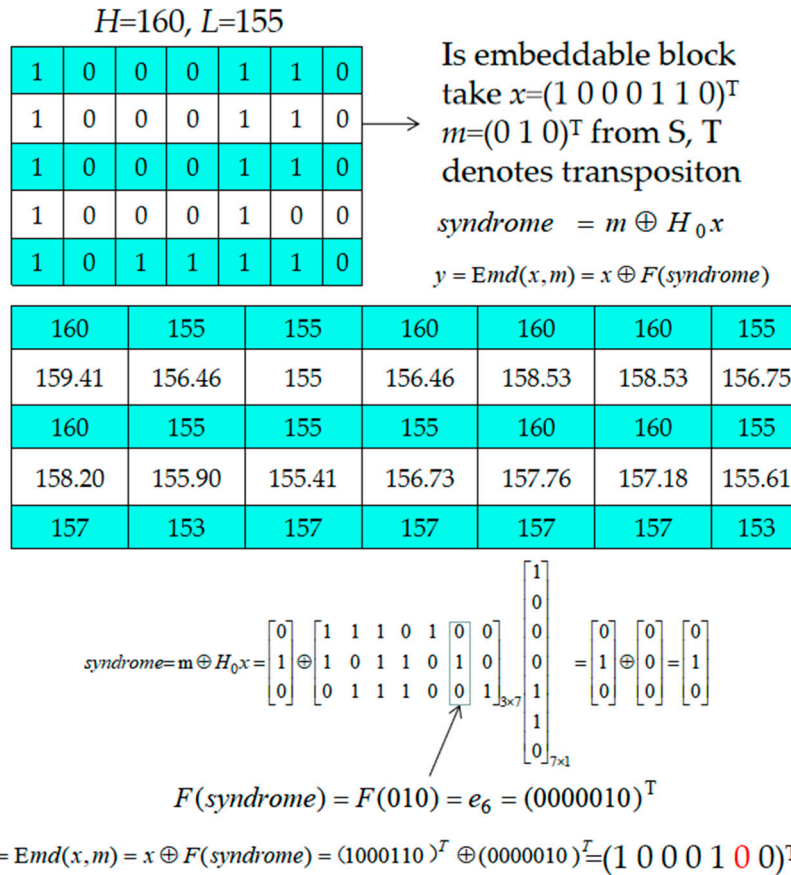 H=160, L=155
1 0 0 0 1 1 0
1 0 0 0 1 1 0
1 0 0 0 1 1 0
1 0 0 0 1 0 0
1 0 1 1 1 1 0
Is embeddable block
take x=(1 0 0 0 1 1 0)ᵀ
m=(0 1 0)ᵀ from S, T
denotes transpositon
syndrome = m ⊕ H₀x
y = Emd(x,m) = x ⊕ F(syndrome)
160 155 155 160 160 160 155
159.41 156.46 155 156.46 158.53 158.53 156.75
160 155 155 155 160 160 155
158.20 155.90 155.41 156.73 157.76 157.18 155.61
157 153 157 157 157 157 153
syndrome=m⊕H₀x=[0 1 0]⊕[1 1 1 0 1 0 0
1 0 1 1 0 1 0
0 1 1 1 0 0 1]3×7 [1 0 0 0 1 1 0]7×1 =[0 1 0]⊕[0 0 0]=[0 1 0]
F(syndrome) = F(010) = e₆ = (0000010)ᵀ
= Emd(x,m) = x ⊕ F(syndrome) = (1000110)ᵀ ⊕(0000010)ᵀ=(1 0 0 0 1 0 0)ᵀ